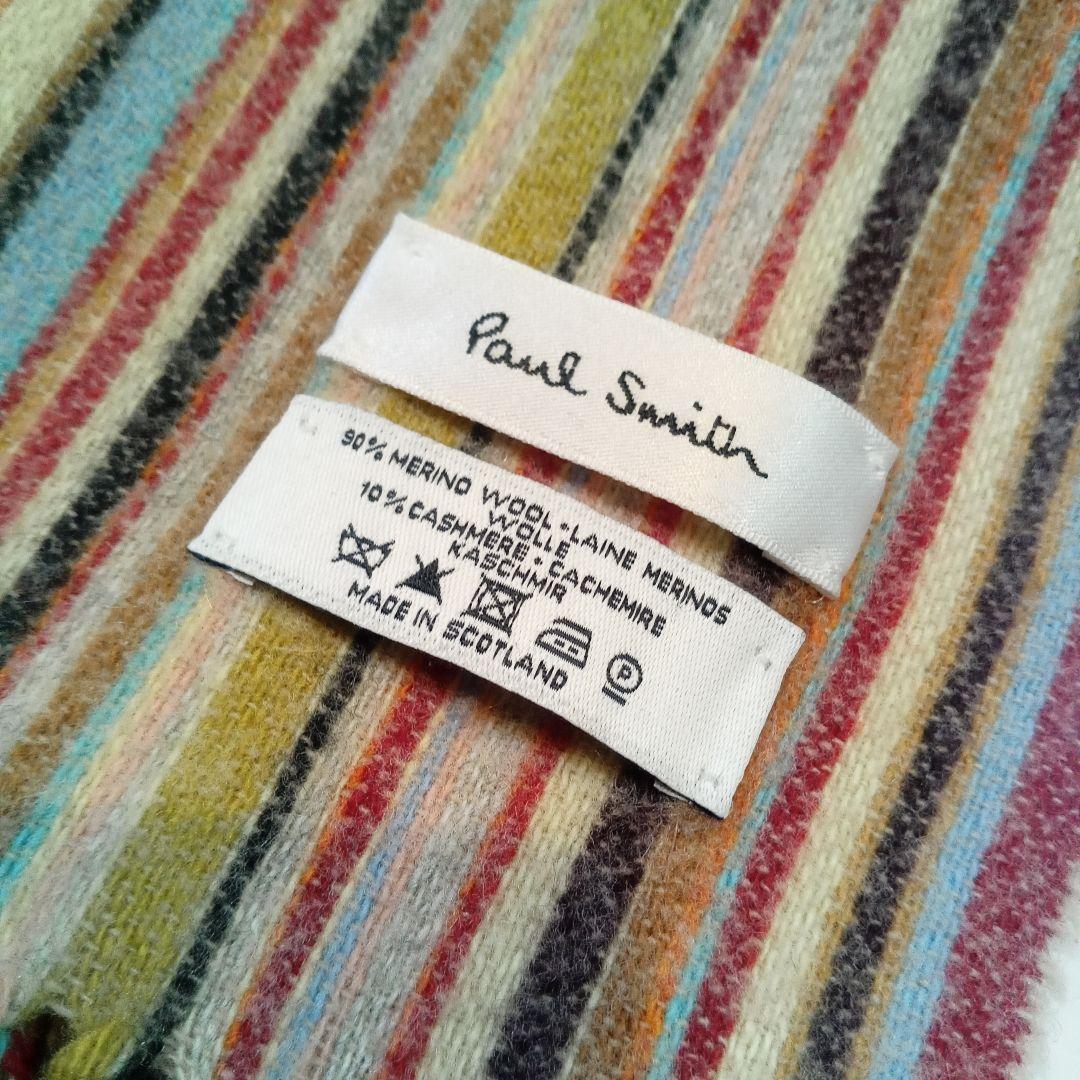 Paul Smith
90% MERINO WOOL·LAINE MERINOS
WOLLE
10% CASHMERE·CACHEMIRE
KASCHMIR
P
MADE IN SCOTLAND